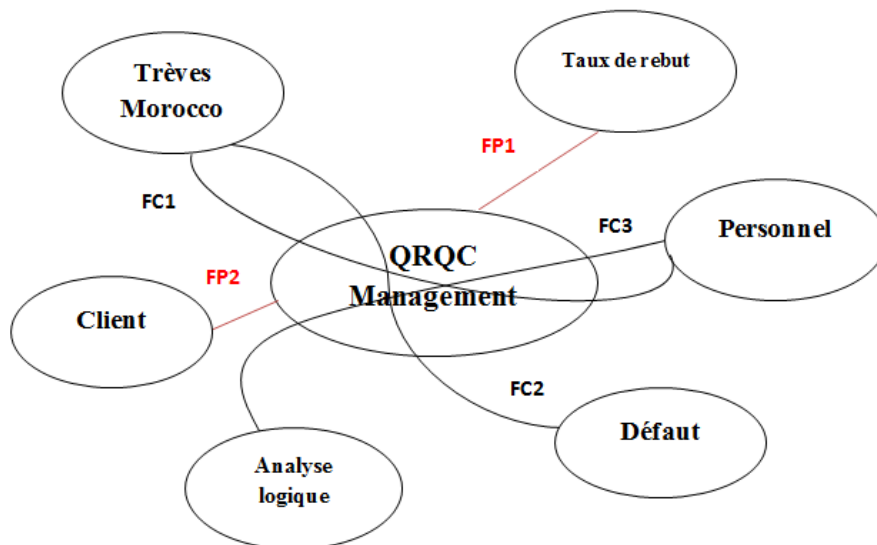 Trèves
Morocco
Taux de rebut
FP1
FC1
FC3
Personnel
QRQC
Management
FP2
Client
FC2
Défaut
Analyse
logique